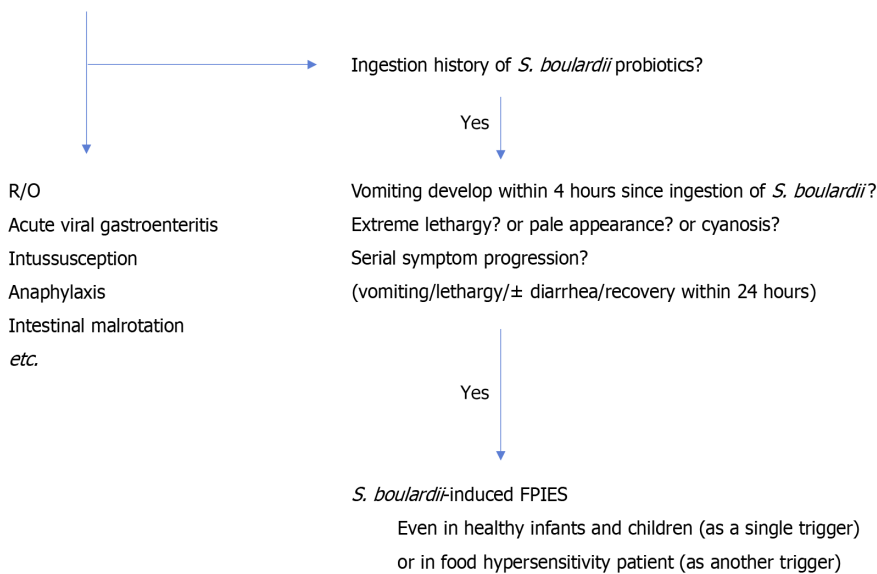 Ingestion history of S. boulardii probiotics?
Yes
R/O
Acute viral gastroenteritis
Intussusception
Anaphylaxis
Intestinal malrotation
etc.
Vomiting develop within 4 hours since ingestion of S. boulardii?
Extreme lethargy? or pale appearance? or cyanosis?
Serial symptom progression?
(vomiting/lethargy/± diarrhea/recovery within 24 hours)
Yes
S. boulardii-induced FPIES
Even in healthy infants and children (as a single trigger)
or in food hypersensitivity patient (as another trigger)